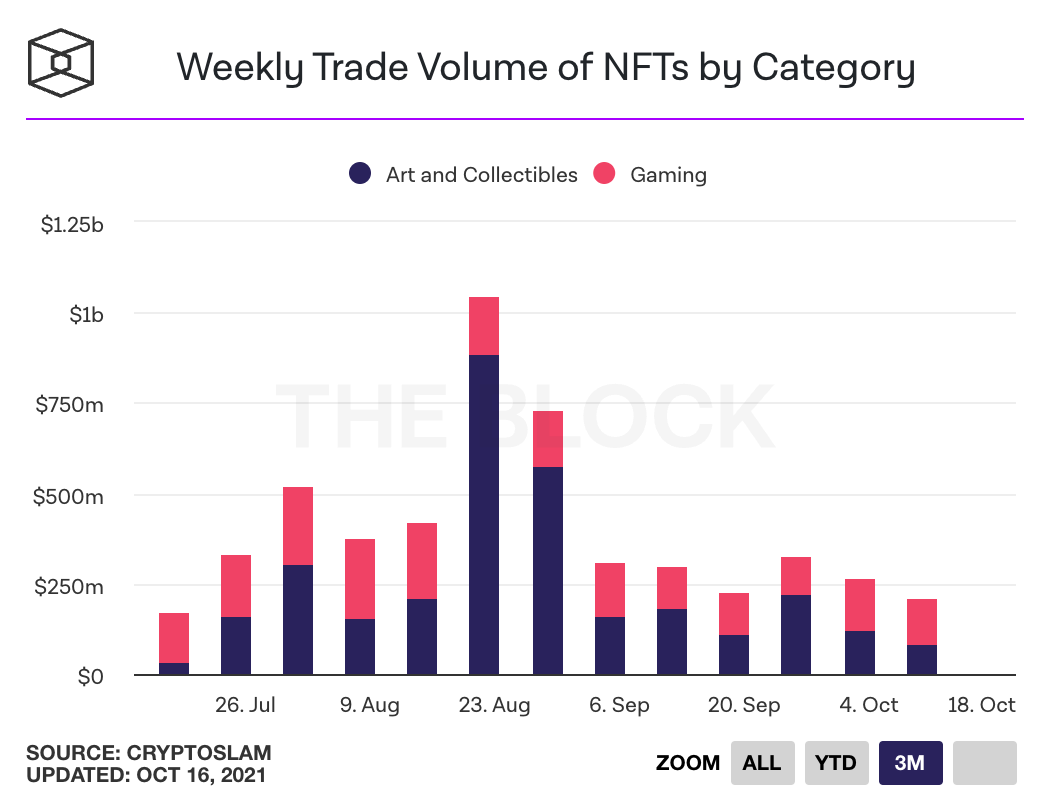 Weekly Trade Volume of NFTs by Category
Art and Collectibles Gaming
$1.25b
$1b
$750m
$500m
$250m
$0
THE BLOCK
26. Jul 9. Aug 23. Aug 6. Sep 20. Sep 4. Oct 18. Oct
SOURCE: CRYPTOSLAM
UPDATED: OCT 16, 2021
ZOOM ALL YTD 3M